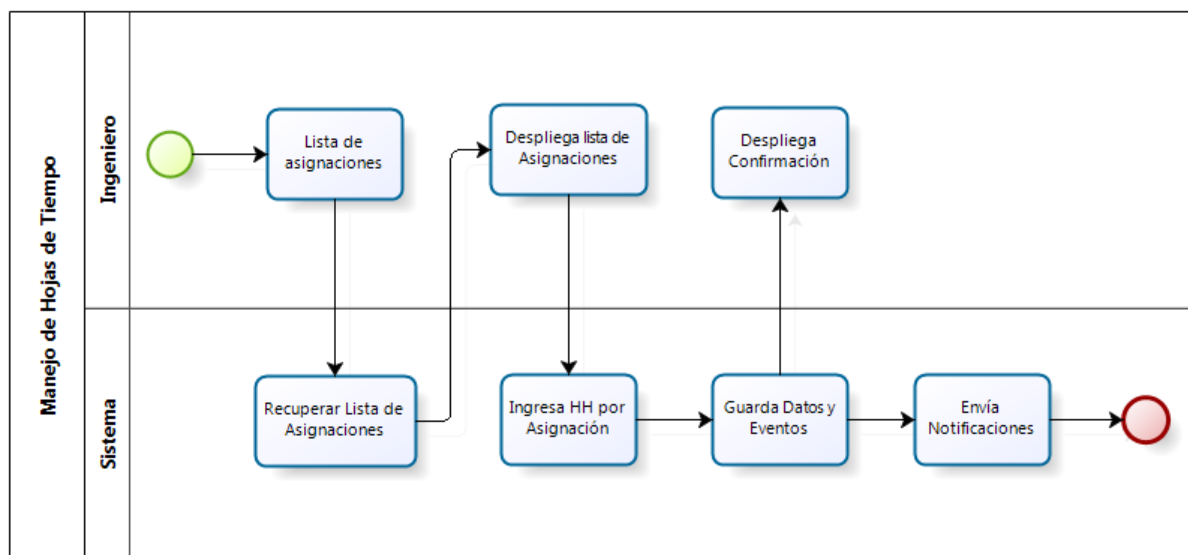 Manejo de Hojas de Tiempo
Ingeniero
Lista de
asignaciones
Despliega lista de
Asignaciones
Despliega
Confirmación
Sistema
Recuperar Lista de
Asignaciones
Ingresa HH por
Asignación
Guarda Datos y
Eventos
Envía
Notificaciones